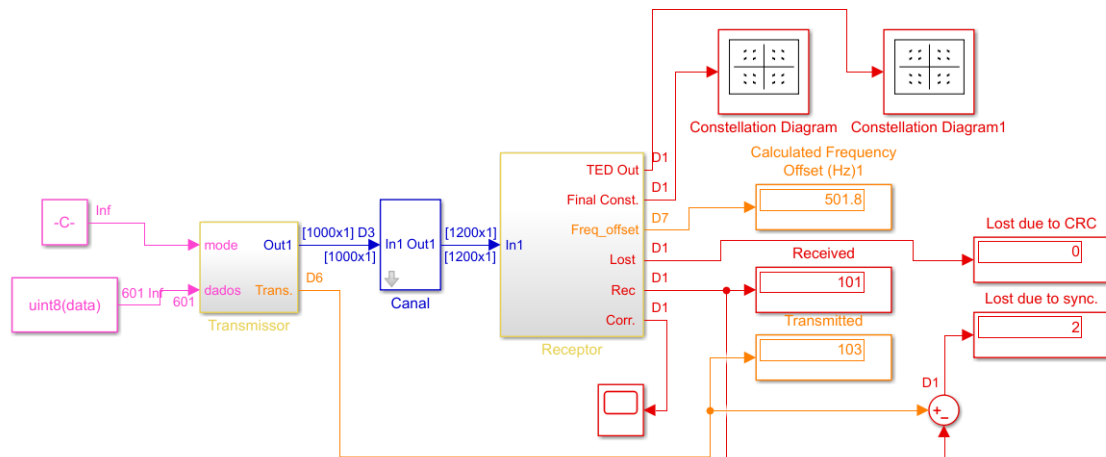 Constellation Diagram
Constellation Diagram1
D1
TED Out
D1
Final Const.
Calculated Frequency
Offset (Hz)1
501.8
D7
Freq_offset
D1
Lost
D1
Rec
D1
Corr.
In1
Receptor
-C-
Inf
mode
Out1
dados
Trans.
Transmissor
uint8(data)
601 Inf
601
[1000x1] D3
[1000x1]
D6
In1 Out1
Canal
[1200x1]
[1200x1]
Received
101
Transmitted
103
Lost due to CRC
0
Lost due to sync.
2
D1
+
_